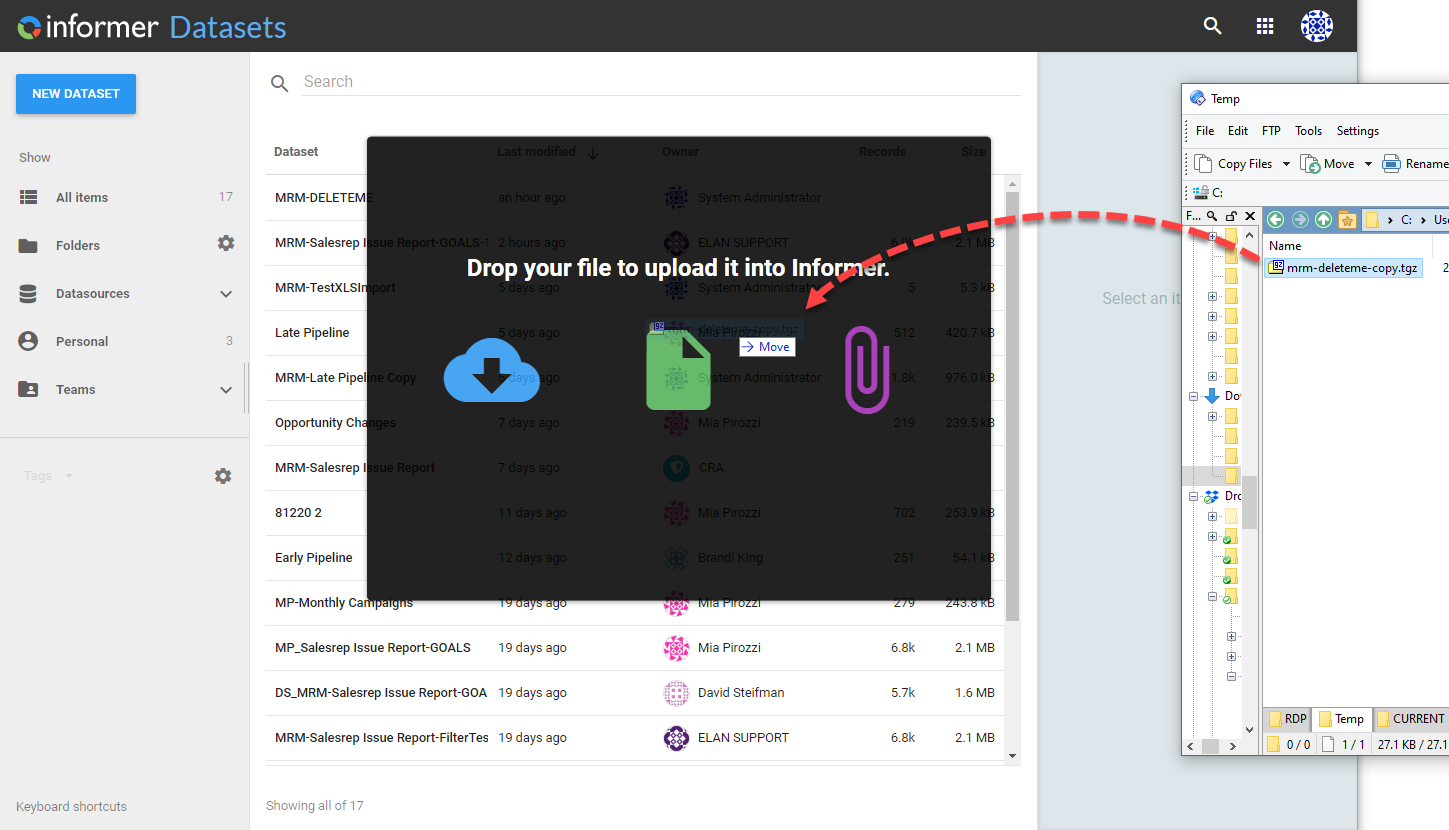 informer Datasets
NEW DATASET
Show
All items 17
Folders
Datasources
Personal 3
Teams
Tags
Keyboard shortcuts
Search
Dataset Last modified Owner Records Size
MRM-DELETEME an hour ago System Administrator
MRM-Salesrep Issue Report-GOALS-1 2 hours ago ELAN SUPPORT 2.1 MB
Drop your file to upload it into Informer.
MRM-TestXLSImport 5 days ago System Administrator 5 5.3 kB
Late Pipeline 5 days ago Mia Pirozzi 512 420.7 kB
mrm-deleteme-copy.tgz
Move
MRM-Late Pipeline Copy 5 days ago System Administrator 1.8k 976.0 kB
Opportunity Changes 7 days ago Mia Pirozzi 219 239.5 kB
MRM-Salesrep Issue Report 7 days ago CRA
81220 2 11 days ago Mia Pirozzi 702 253.9 kB
Early Pipeline 12 days ago Brandi King 251 54.1 kB
MP-Monthly Campaigns 19 days ago Mia Pirozzi 279 243.8 kB
MP_Salesrep Issue Report-GOALS 19 days ago Mia Pirozzi 6.8k 2.1 MB
DS_MRM-Salesrep Issue Report-GOA 19 days ago David Steifman 5.7k 1.6 MB
MRM-Salesrep Issue Report-FilterTes 19 days ago ELAN SUPPORT 6.8k 2.1 MB
Showing all of 17
Select an it
Temp
File Edit FTP Tools Settings
Copy Files Move Rename
C:
F... C: Use
Name
mrm-deleteme-copy.tgz 2
Dov
Dro
RDP Temp CURRENT
0 / 0 1 / 1 27.1 KB / 27.1